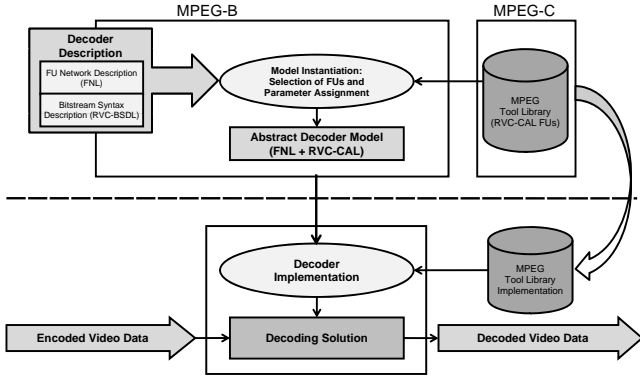 MPEG-B
MPEG-C
Decoder
Description
FU Network Description
(FNL)
Bitstream Syntax
Description (RVC-BSDL)
Model Instantiation:
Selection of FUs and
Parameter Assignment
MPEG
Tool Library
(RVC-CAL FUs)
Abstract Decoder Model
(FNL + RVC-CAL)
Decoder
Implementation
MPEG
Tool Library
Implementation
Encoded Video Data
Decoding Solution
Decoded Video Data